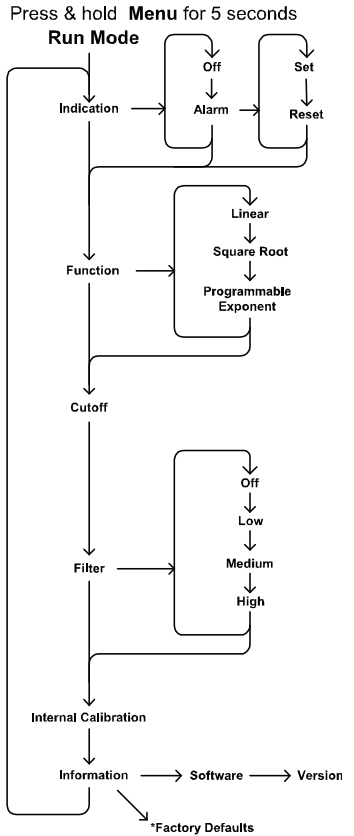 Press & hold Menu for 5 seconds
Run Mode
Off
Set
Indication
Alarm
Reset
Linear
Square Root
Function
Programmable
Exponent
Cutoff
Off
Low
Medium
Filter
High
Internal Calibration
Information
Software
Version
*Factory Defaults